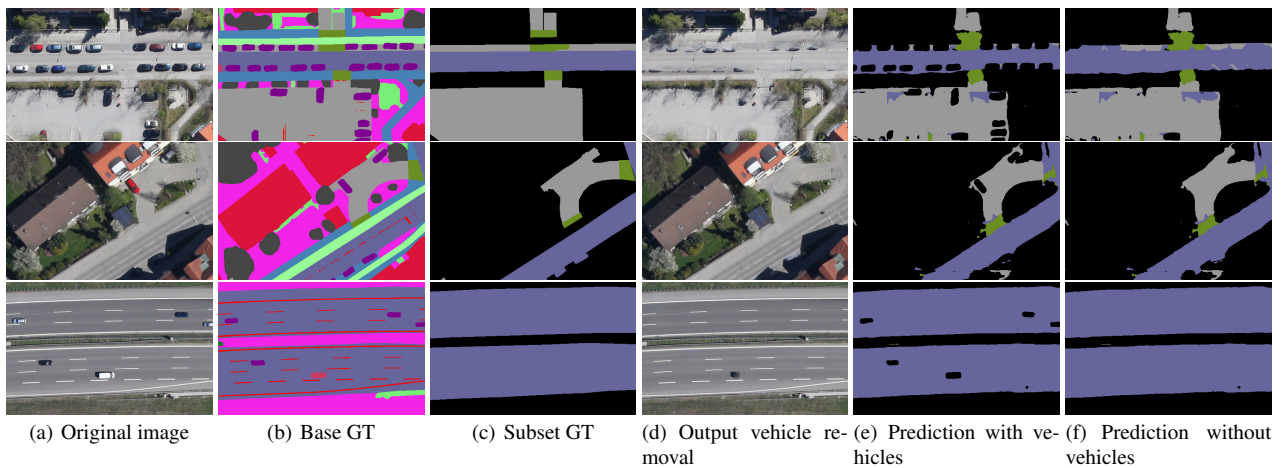 (a) Original image
(b) Base GT
(c) Subset GT
(d) Output vehicle re-
moval
(e) Prediction with ve-
hicles
(f) Prediction without
vehicles